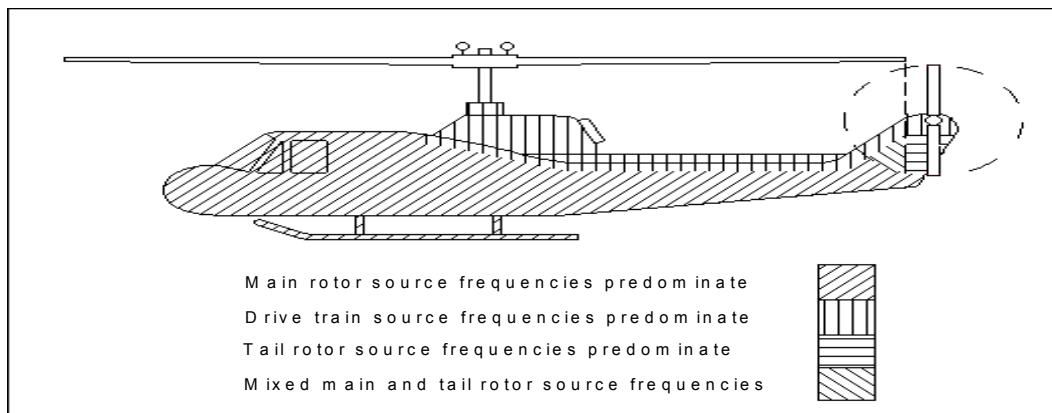 Main rotor source frequencies predominate
Drive train source frequencies predominate
Tail rotor source frequencies predominate
Mixed main and tail rotor source frequencies